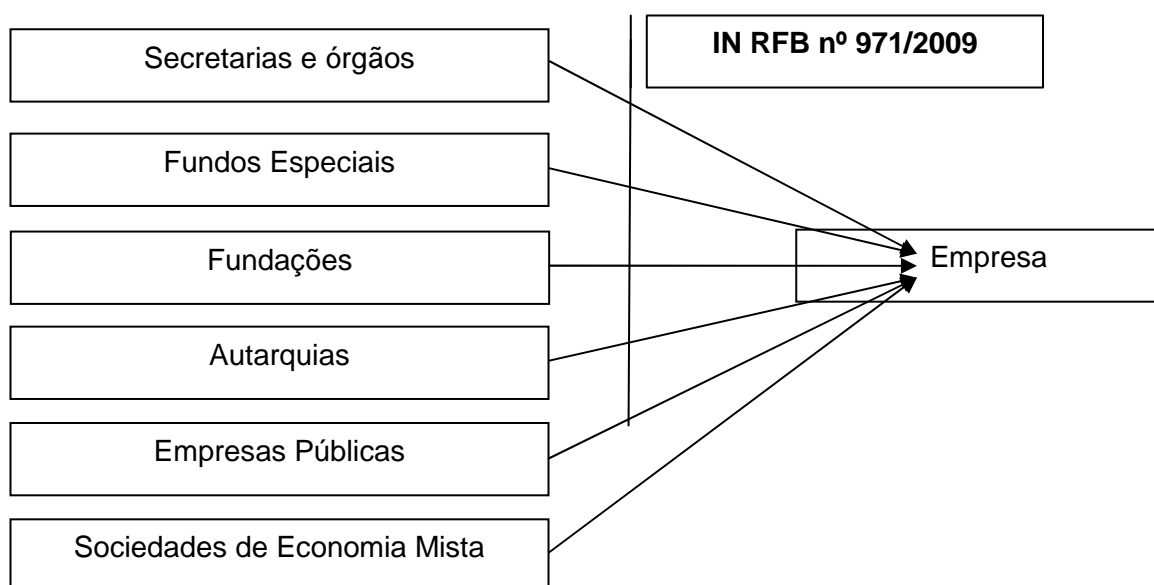 IN RFB nº 971/2009
Secretarias e órgãos
Fundos Especiais
Fundações
Empresa
Autarquias
Empresas Públicas
Sociedades de Economia Mista